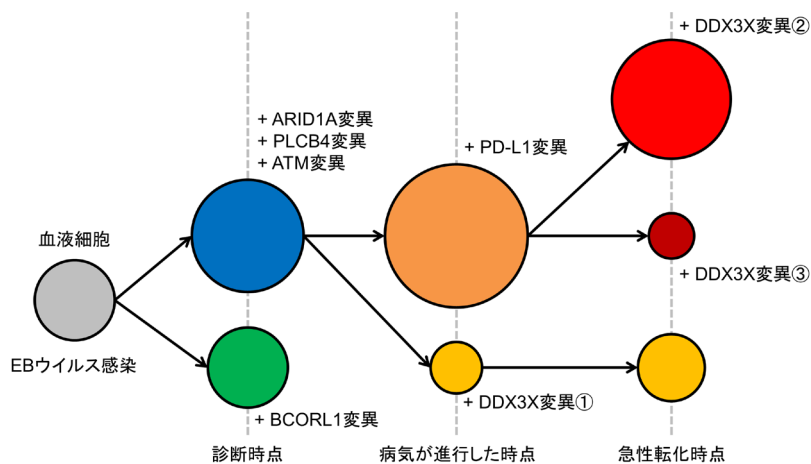 + DDX3X変異②
+ ARID1A変異
+ PLCB4変異
+ ATM変異
+ PD-L1変異
血液細胞
+ DDX3X変異③
EBウイルス感染
+ DDX3X変異①
+ BCORL1変異
診断時点
病気が進行した時点
急性転化時点